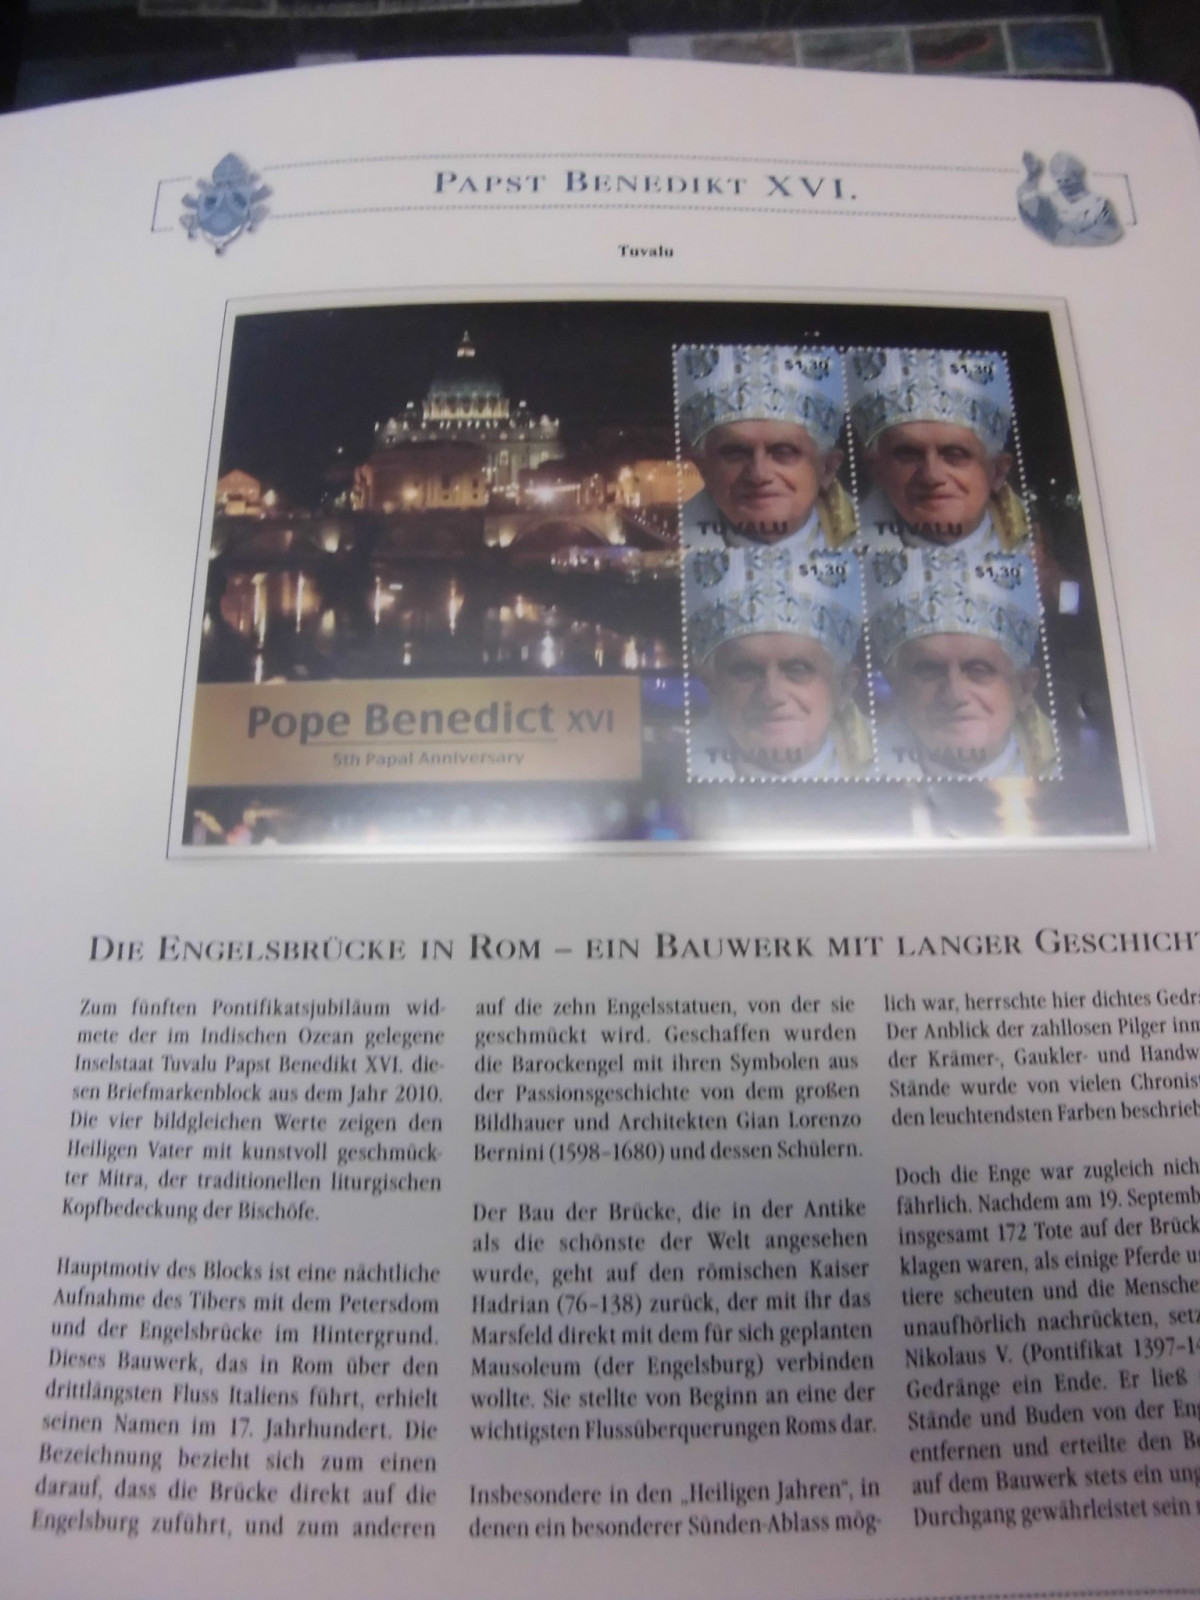 PAPST BENEDIKT XVI.
Tuvalu
$1,30
$1,30
TUVALU
TUVALU
$1,30
$1,30
TUVALU
TUVALU
Pope Benedict XVI
5th Papal Anniversary
DIE ENGELSBRÜCKE IN ROM – EIN BAUWERK MIT LANGER GESCHICHT
Zum fünften Pontifikatsjubiläum wid-
mete der im Indischen Ozean gelegene
Inselstaat Tuvalu Papst Benedikt XVI. die-
sen Briefmarkenblock aus dem Jahr 2010.
Die vier bildgleichen Werte zeigen den
Heiligen Vater mit kunstvoll geschmück-
ter Mitra, der traditionellen liturgischen
Kopfbedeckung der Bischöfe.
Hauptmotiv des Blocks ist eine nächtliche
Aufnahme des Tibers mit dem Petersdom
und der Engelsbrücke im Hintergrund.
Dieses Bauwerk, das in Rom über den
drittlängsten Fluss Italiens führt, erhielt
seinen Namen im 17. Jahrhundert. Die
Bezeichnung bezieht sich zum einen
darauf, dass die Brücke direkt auf die
Engelsburg zuführt, und zum anderen
auf die zehn Engelsstatuen, von der sie
geschmückt wird. Geschaffen wurden
die Barockengel mit ihren Symbolen aus
der Passionsgeschichte von dem großen
Bildhauer und Architekten Gian Lorenzo
Bernini (1598–1680) und dessen Schülern.
Der Bau der Brücke, die in der Antike
als die schönste der Welt angesehen
wurde, geht auf den römischen Kaiser
Hadrian (76–138) zurück, der mit ihr das
Marsfeld direkt mit dem für sich geplanten
Mausoleum (der Engelsburg) verbinden
wollte. Sie stellte von Beginn an eine der
wichtigsten Flussüberquerungen Roms dar.
Insbesondere in den „Heiligen Jahren“, in
denen ein besonderer Sünden-Ablass mög-
lich war, herrschte hier dichtes Gedrä
Der Anblick der zahllosen Pilger inm
der Krämer-, Gaukler- und Handw
Stände wurde von vielen Chronist
den leuchtendsten Farben beschrieb
Doch die Enge war zugleich nich
fährlich. Nachdem am 19. Septemb
insgesamt 172 Tote auf der Brück
klagen waren, als einige Pferde u
tiere scheuten und die Mensche
unaufhörlich nachrückten, setz
Nikolaus V. (Pontifikat 1397–14
Gedränge ein Ende. Er ließ
Stände und Buden von der Eng
entfernen und erteilte den Be
auf dem Bauwerk stets ein ung
Durchgang gewährleistet sein